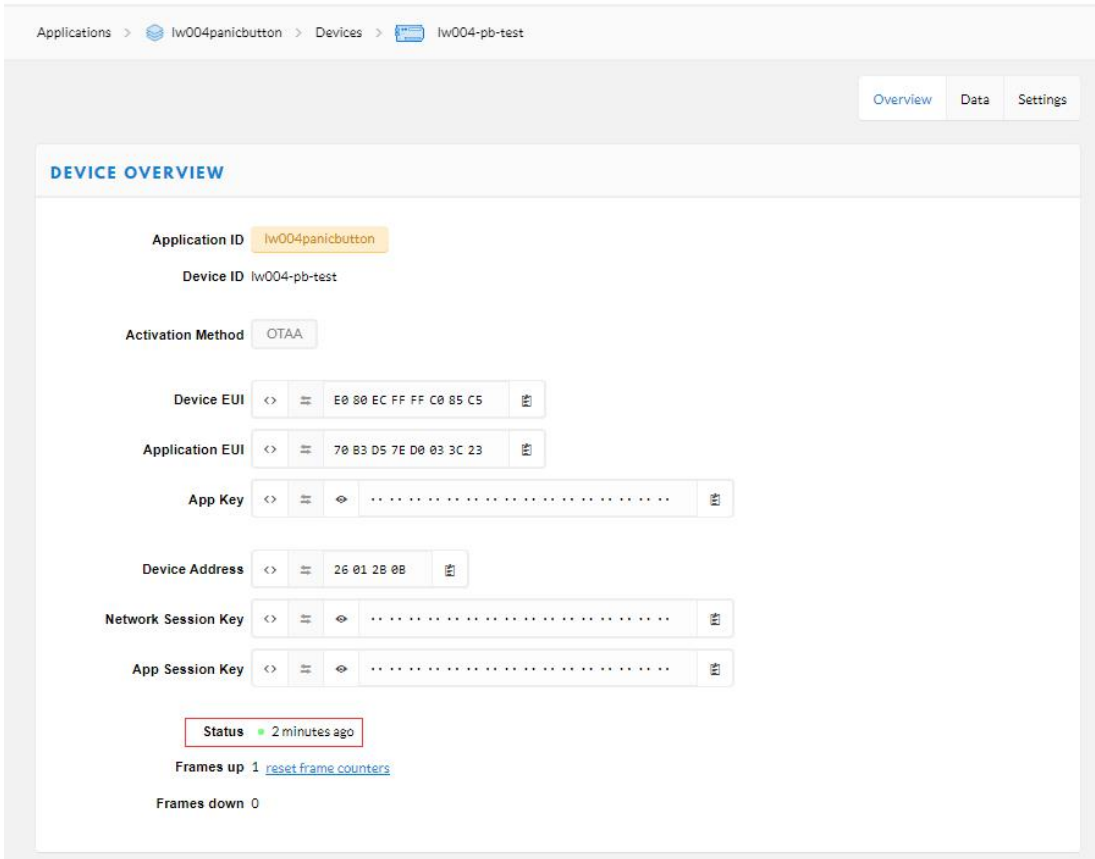 Applications > lw004panicbutton > Devices > lw004-pb-test
Overview Data Settings
DEVICE OVERVIEW
Application ID lw004panicbutton
Device ID lw004-pb-test
Activation Method OTAA
Device EUI <> E0 80 EC FF FF C0 85 C5
Application EUI <> 70 B3 D5 7E D0 03 3C 23
App Key <> .. .. .. .. .. .. .. .. .. .. .. .. .. .. .. ..
Device Address <> 26 01 2B 0B
Network Session Key <> .. .. .. .. .. .. .. .. .. .. .. .. .. .. .. ..
App Session Key <> .. .. .. .. .. .. .. .. .. .. .. .. .. .. .. ..
Status 2 minutes ago
Frames up 1 reset frame counters
Frames down 0